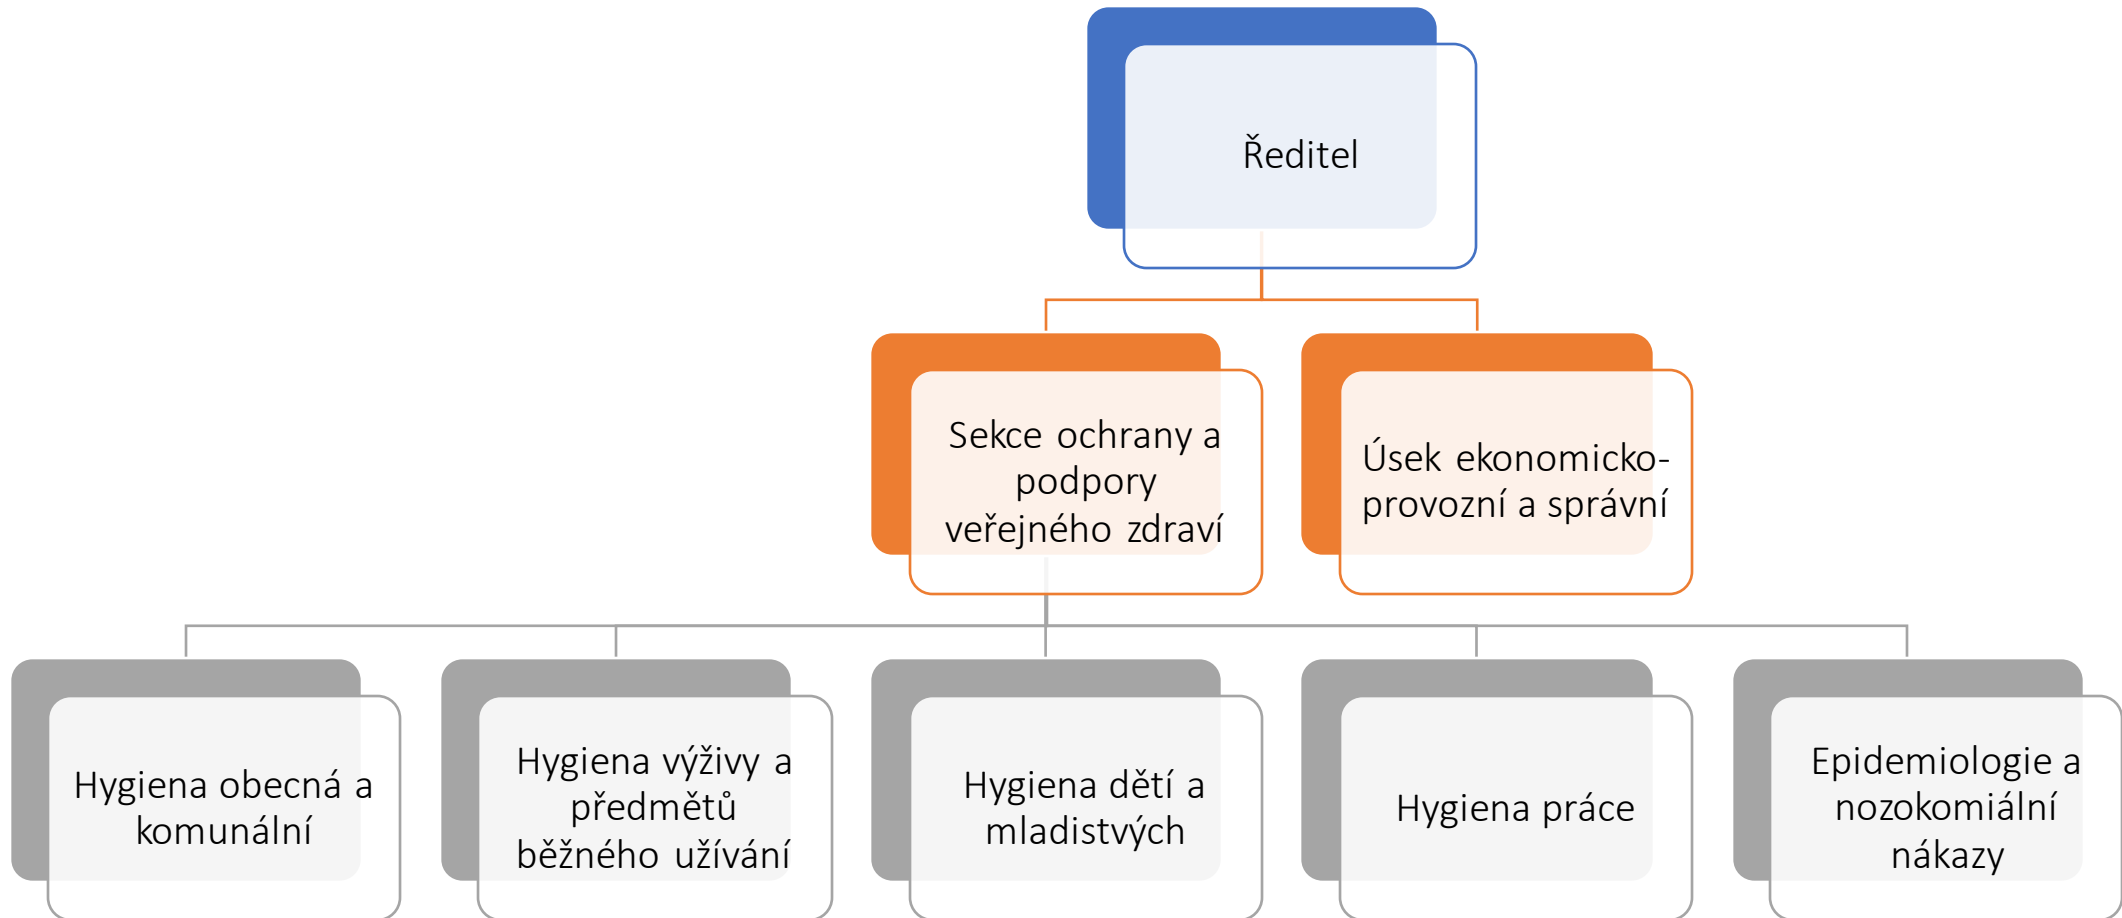 Ředitel
Sekce ochrany a
podpory
veřejného zdraví
Úsek ekonomicko-
provozní a správní
Hygiena obecná a
komunální
Hygiena výživy a
předmětů
běžného užívání
Hygiena dětí a
mladistvých
Hygiena práce
Epidemiologie a
nozokomiální
nákazy